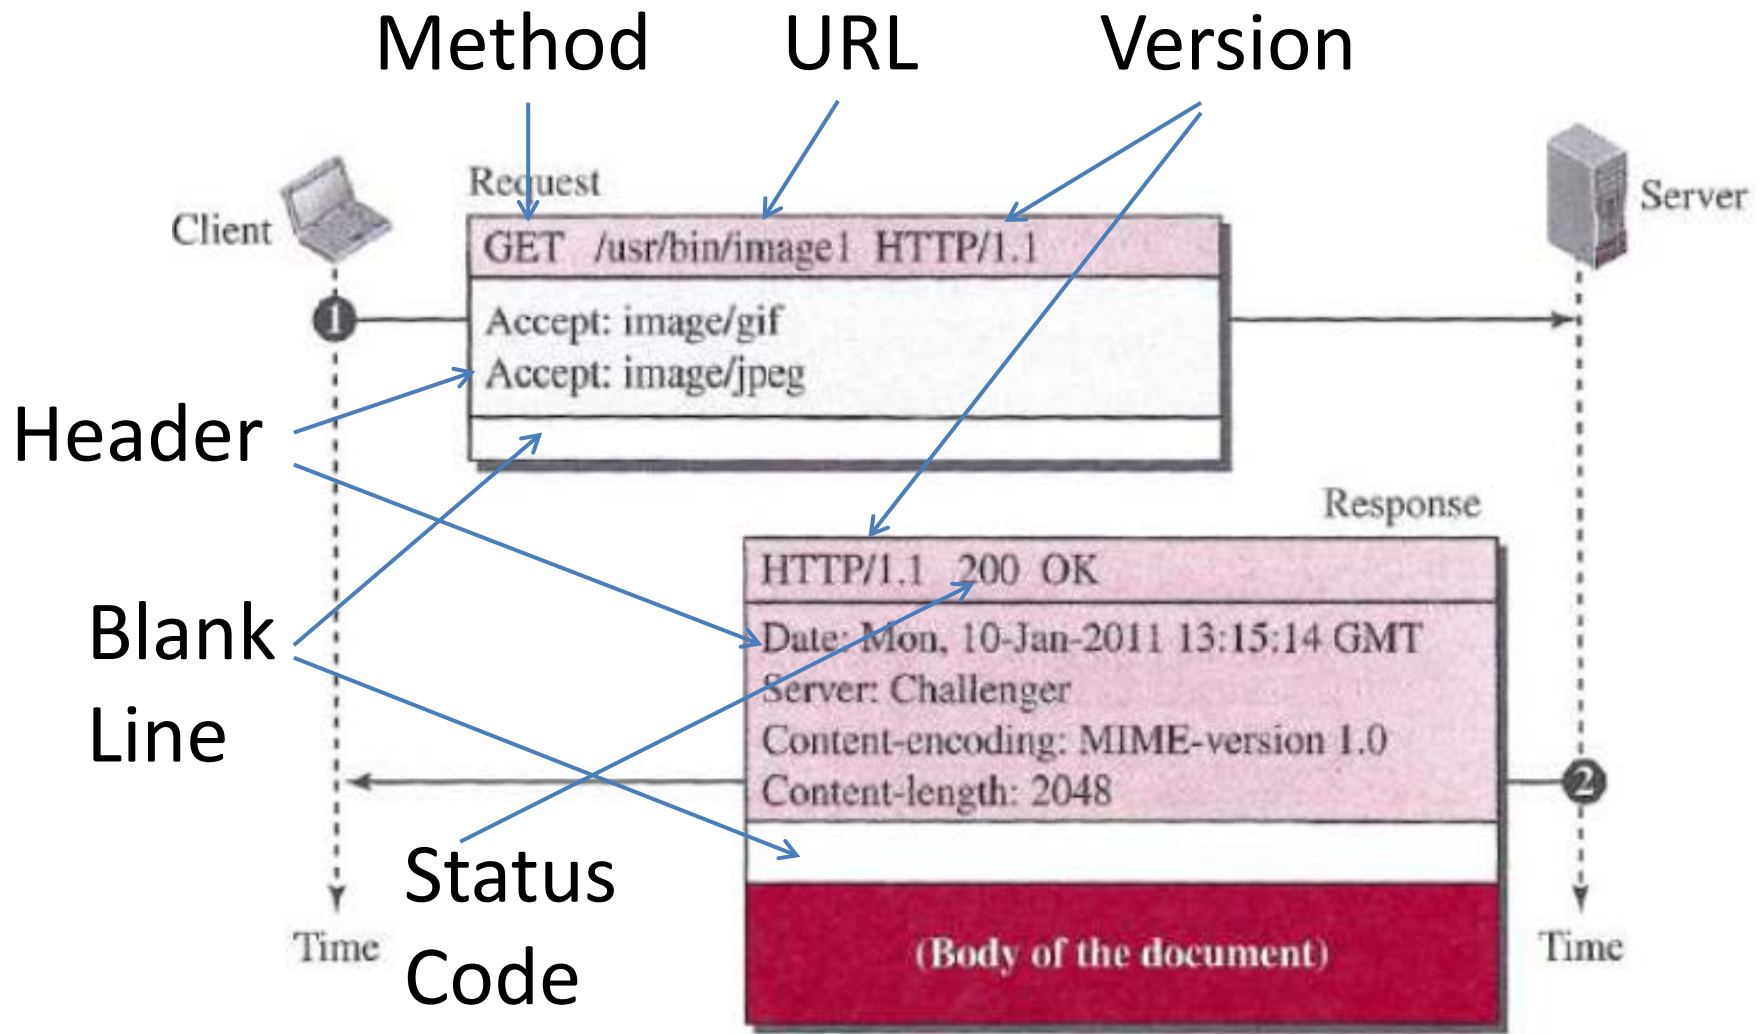 Method URL Version
Request
Client
Server
GET /usr/bin/image1 HTTP/1.1
1
Accept: image/gif
Accept: image/jpeg
Header
Response
HTTP/1.1 200 OK
Blank
Line
Date: Mon, 10-Jan-2011 13:15:14 GMT
Server: Challenger
Content-encoding: MIME-version 1.0
Content-length: 2048
2
Status
Code
(Body of the document)
Time
Time